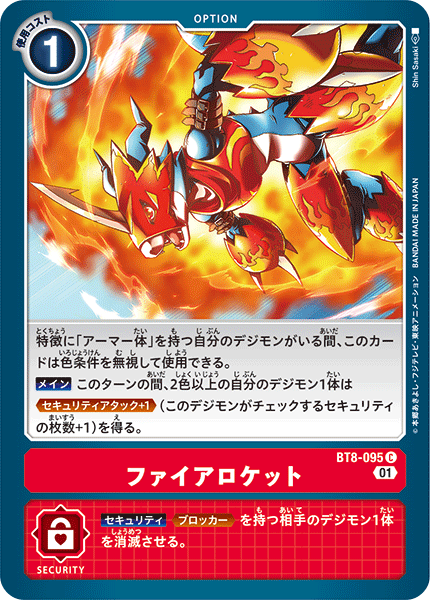 OPTION
使用コスト
1
Shin Sasaki
特徴に「アーマー体」を持つ自分のデジモンがいる間、このカー
ドは色条件を無視して使用できる。
メイン このターンの間、2色以上の自分のデジモン1体は
セキュリティアタック+1 (このデジモンがチェックするセキュリティ
の枚数+1)を得る。
©本郷あきよし・フジテレビ・東映アニメーション BANDAI MADE IN JAPAN
BT8-095 C
ファイアロケット
01
セキュリティ ブロッカー を持つ相手のデジモン1体
を消滅させる。
SECURITY